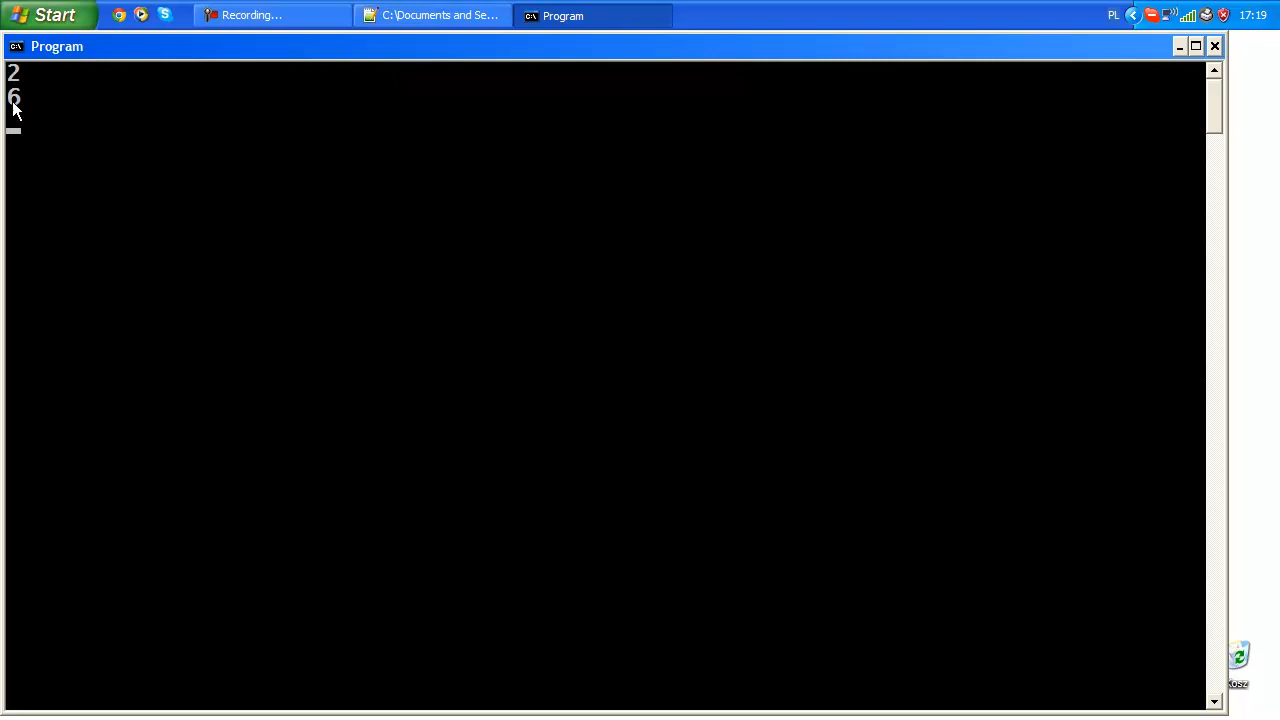 Start
Recording...
C:\Documents and Se...
Program
PL
17:19
Program
2
6